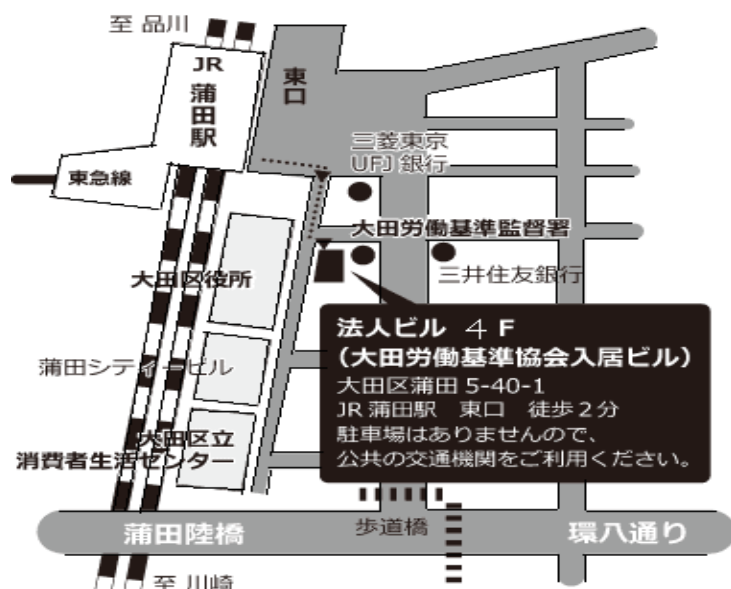 至 品川
JR
蒲田駅
東口
三菱東京
UFJ 銀行
東急線
大田労働基準監督署
大田区役所
三井住友銀行
法人ビル ４ F
（大田労働基準協会入居ビル）
大田区蒲田 5-40-1
JR 蒲田駅　東口　徒歩２分
駐車場はありませんので、
公共の交通機関をご利用ください。
蒲田シティービル
大田区立
消費者生活センター
歩道橋
蒲田陸橋
環八通り
至 川崎